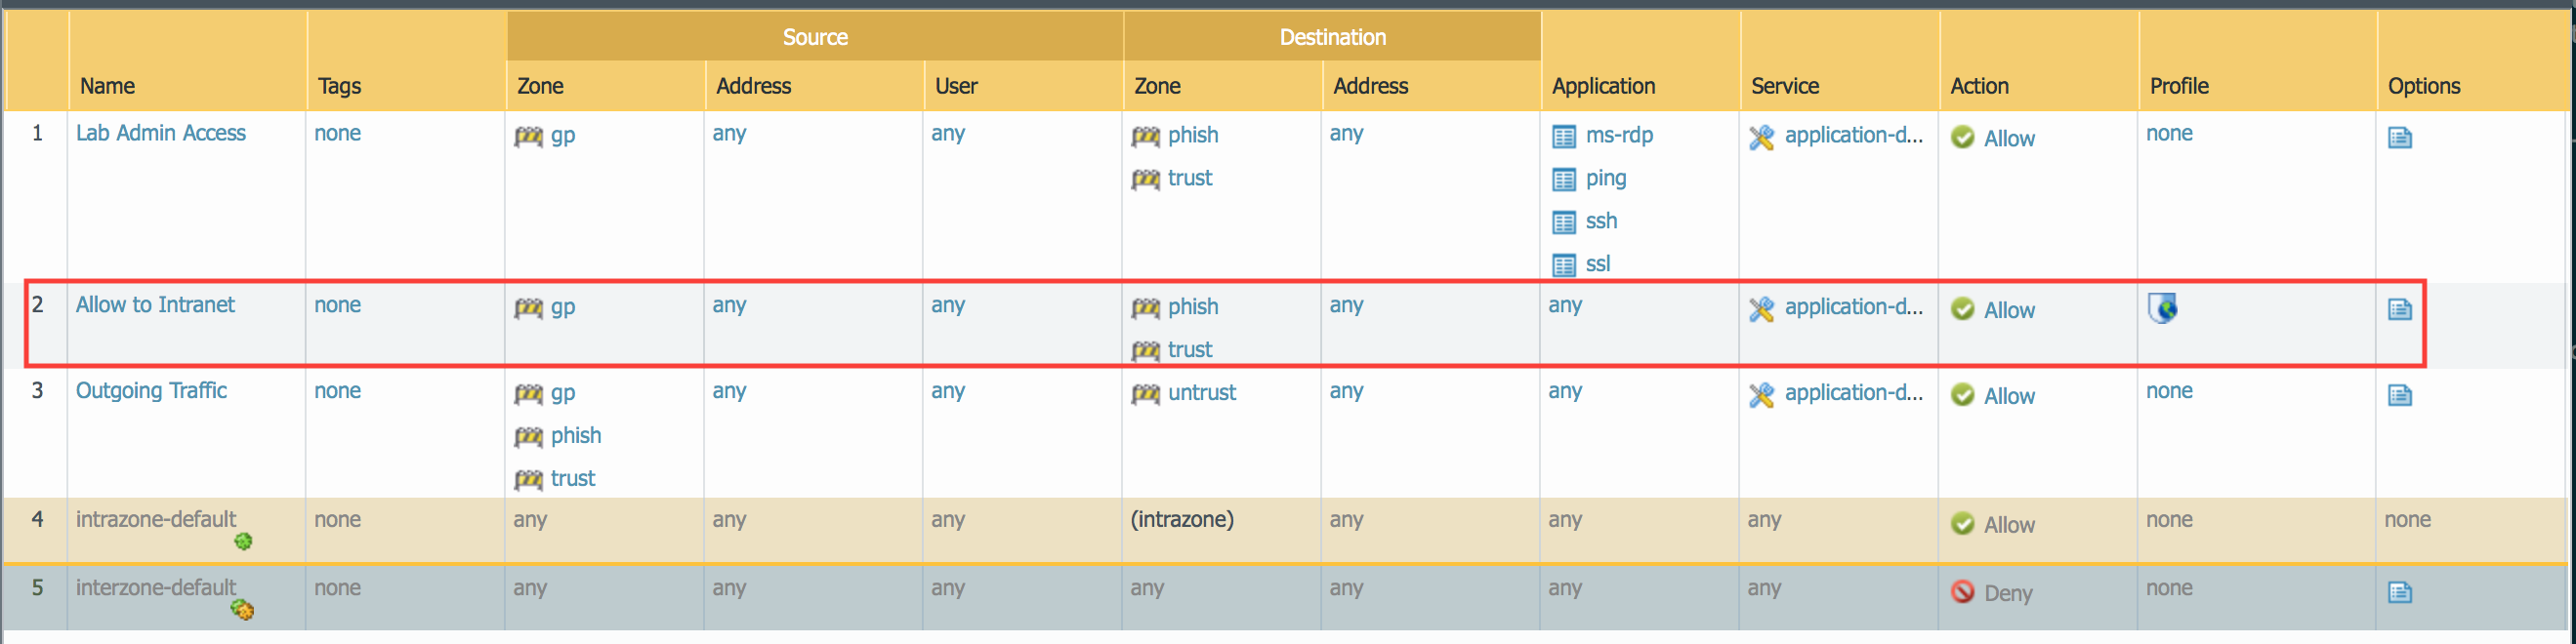 Source Destination
Name Tags Zone Address User Zone Address Application Service Action Profile Options
1 Lab Admin Access none gp any any phish any ms-rdp application-d... Allow none
trust ping
ssh
ssl
2 Allow to Intranet none gp any any phish any any application-d... Allow
trust
3 Outgoing Traffic none gp any any untrust any any application-d... Allow none
phish
trust
4 intrazone-default none any any any (intrazone) any any any Allow none none
5 interzone-default none any any any any any any any Deny none